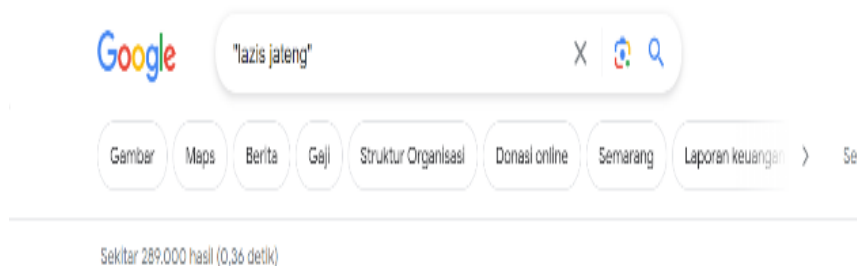 Google "lazis jateng"
Gambar Maps Berita Gaji Struktur Organisasi Donasi online Semarang Laporan keuangan Se
Sekitar 289.000 hasil (0,36 detik)